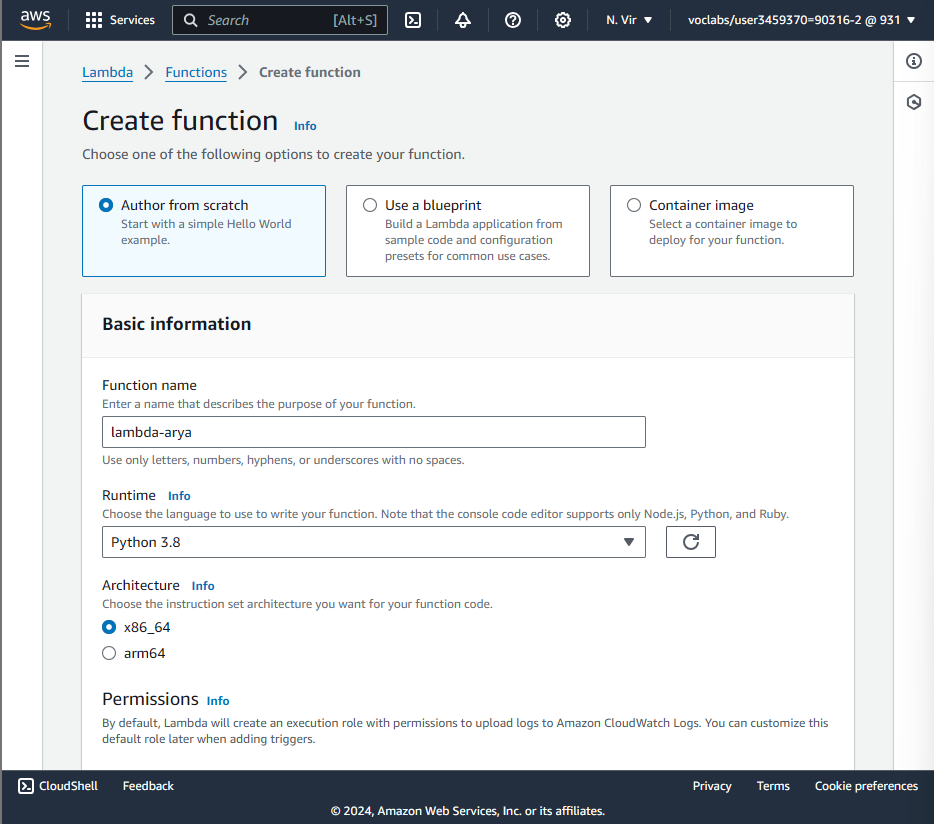 aws Services Search [Alt+S] N. Vir voclabs/user3459370=90316-2 @ 931
Lambda Functions Create function
Create function Info
Choose one of the following options to create your function.
Author from scratch
Start with a simple Hello World
example.
Use a blueprint
Build a Lambda application from
sample code and configuration
presets for common use cases.
Container image
Select a container image to
deploy for your function.
Basic information
Function name
Enter a name that describes the purpose of your function.
lambda-arya
Use only letters, numbers, hyphens, or underscores with no spaces.
Runtime Info
Choose the language to use to write your function. Note that the console code editor supports only Node.js, Python, and Ruby.
Python 3.8
Architecture Info
Choose the instruction set architecture you want for your function code.
x86_64
arm64
Permissions Info
By default, Lambda will create an execution role with permissions to upload logs to Amazon CloudWatch Logs. You can customize this
default role later when adding triggers.
CloudShell Feedback Privacy Terms Cookie preferences
© 2024, Amazon Web Services, Inc. or its affiliates.